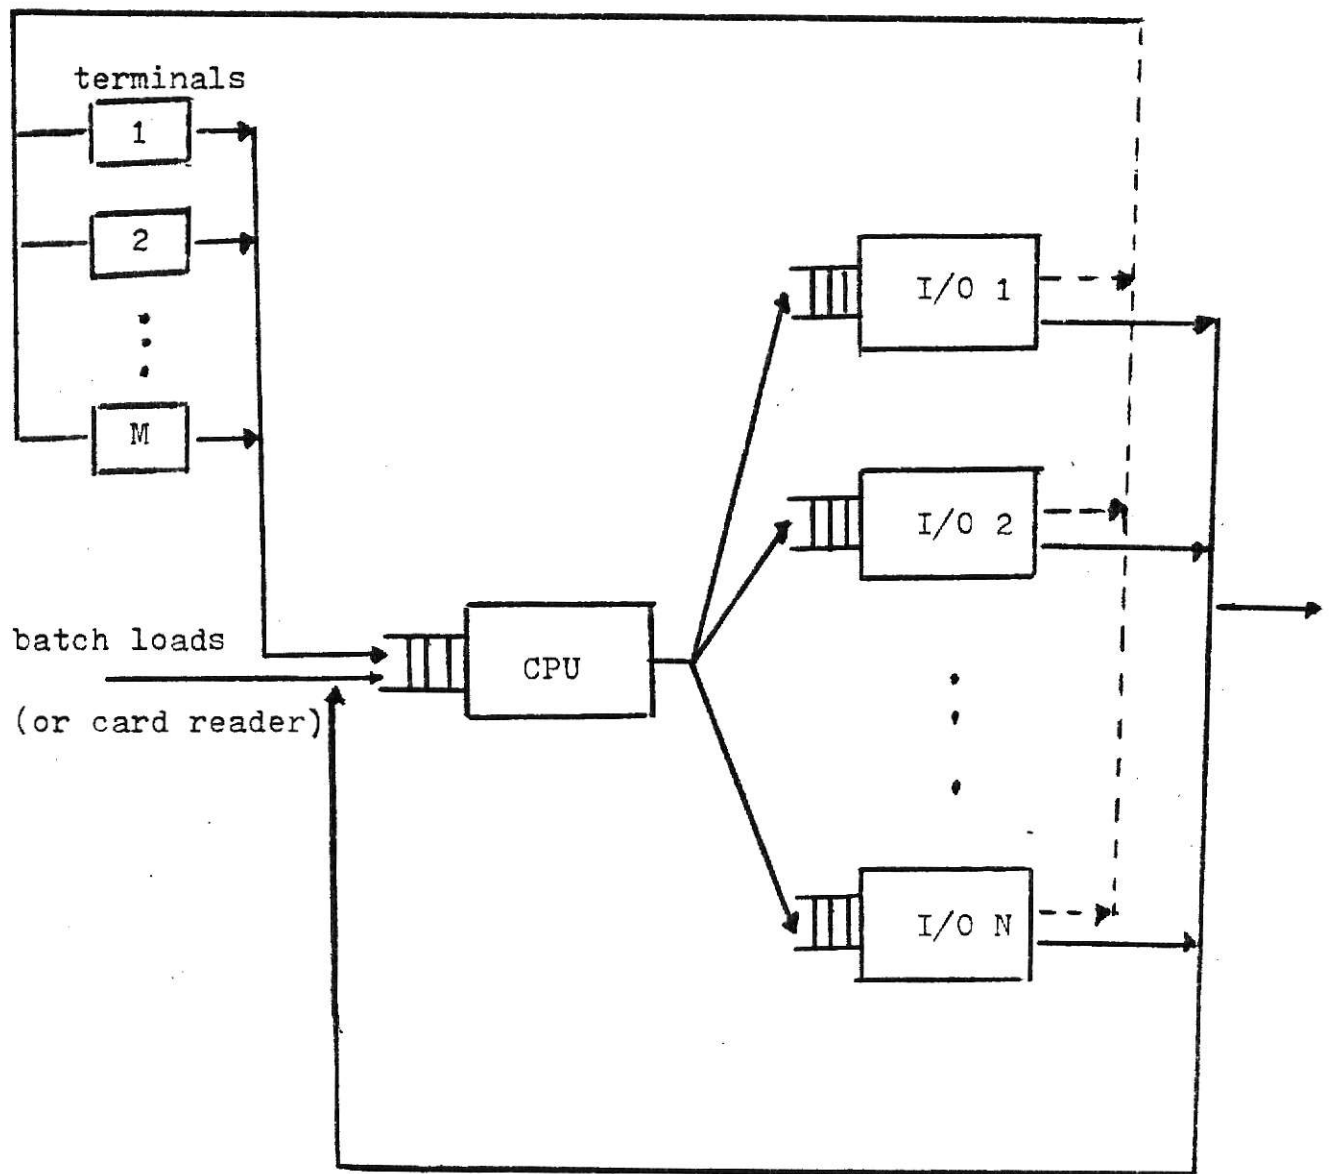 terminals
1
2
M
I/O 1
I/O 2
batch loads
CPU
(or card reader)
I/O N